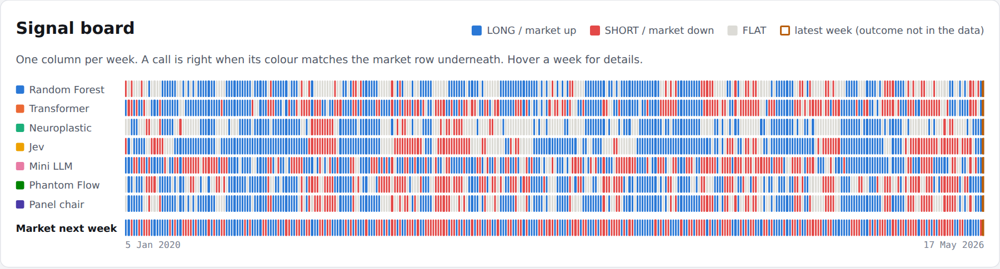 Signal board
LONG / market up
SHORT / market down
FLAT
latest week (outcome not in the data)
One column per week. A call is right when its colour matches the market row underneath. Hover a week for details.
Random Forest
Transformer
Neuroplastic
Jev
Mini LLM
Phantom Flow
Panel chair
Market next week
5 Jan 2020
17 May 2026